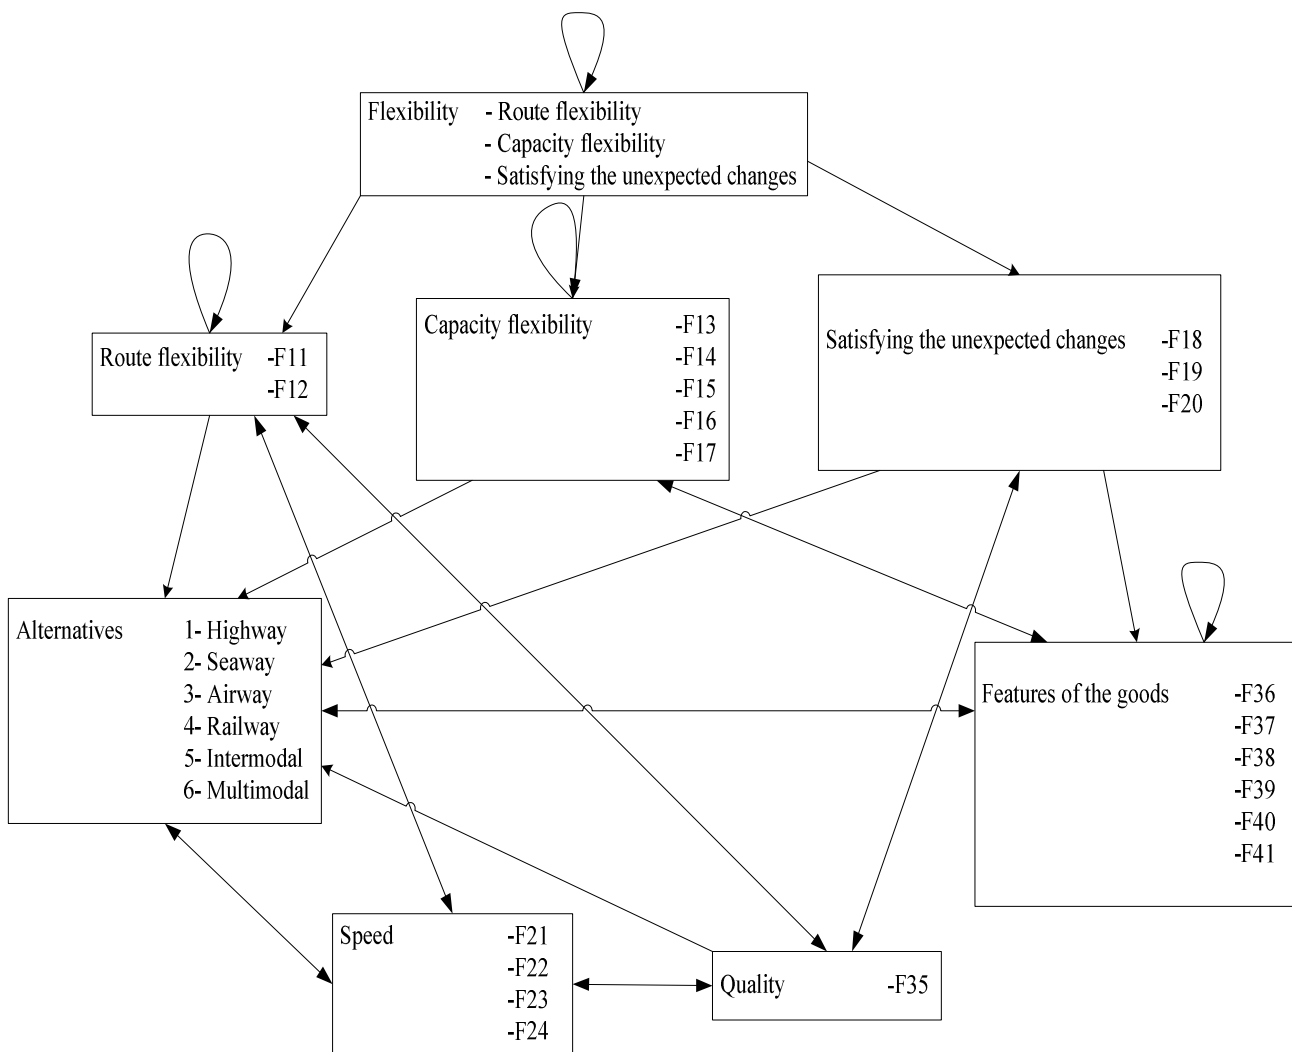 Flexibility - Route flexibility
- Capacity flexibility
- Satisfying the unexpected changes
Route flexibility -F11
-F12
Capacity flexibility -F13
-F14
-F15
-F16
-F17
Satisfying the unexpected changes -F18
-F19
-F20
Alternatives 1- Highway
2- Seaway
3- Airway
4- Railway
5- Intermodal
6- Multimodal
Features of the goods -F36
-F37
-F38
-F39
-F40
-F41
Speed -F21
-F22
-F23
-F24
Quality -F35